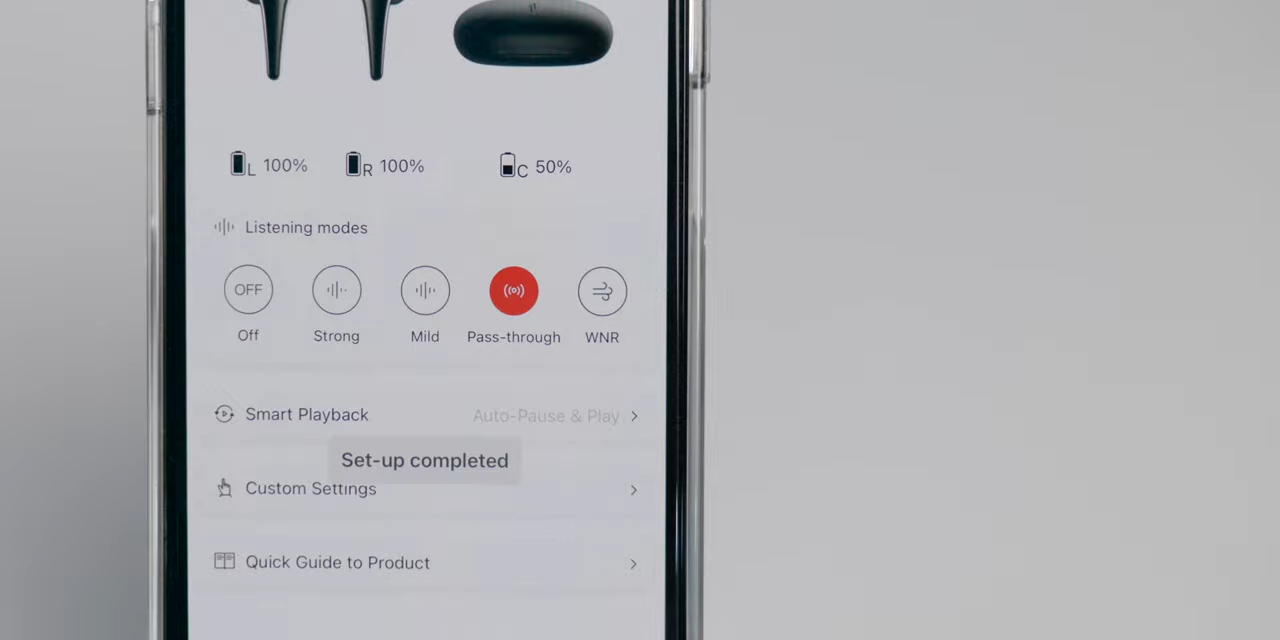 L 100% R 100% C 50%
Listening modes
OFF
Off Strong Mild Pass-through WNR
Smart Playback Auto-Pause & Play
Set-up completed
Custom Settings
Quick Guide to Product